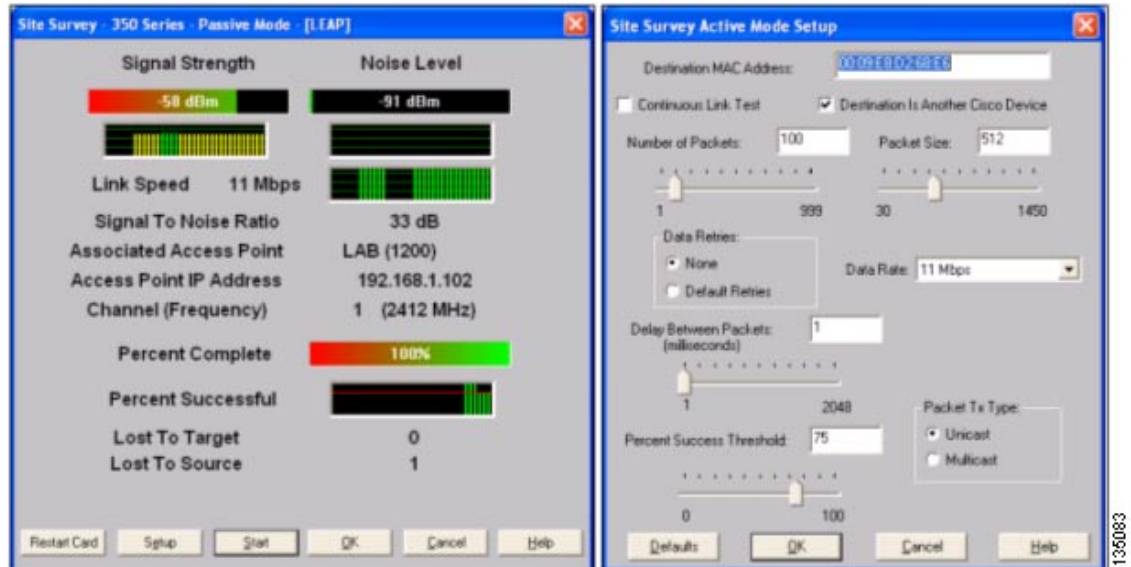 Site Survey - 350 Series - Passive Mode - [LEAP]
Signal Strength Noise Level
-58 dBm -91 dBm
Link Speed 11 Mbps
Signal To Noise Ratio 33 dB
Associated Access Point LAB (1200)
Access Point IP Address 192.168.1.102
Channel (Frequency) 1 (2412 MHz)
Percent Complete 100%
Percent Successful
Lost To Target 0
Lost To Source 1
Restart Card Setup Start OK Cancel Help
Site Survey Active Mode Setup
Destination MAC Address:
Continuous Link Test Destination Is Another Cisco Device
Number of Packets: 100 Packet Size: 512
1 999 30 1450
Data Retries:
None
Default Retries
Data Rate: 11 Mbps
Delay Between Packets: 1
(milliseconds)
1 2048
Percent Success Threshold: 75
0 100
Packet Tx Type:
Unicast
Multicast
Defaults OK Cancel Help
136083